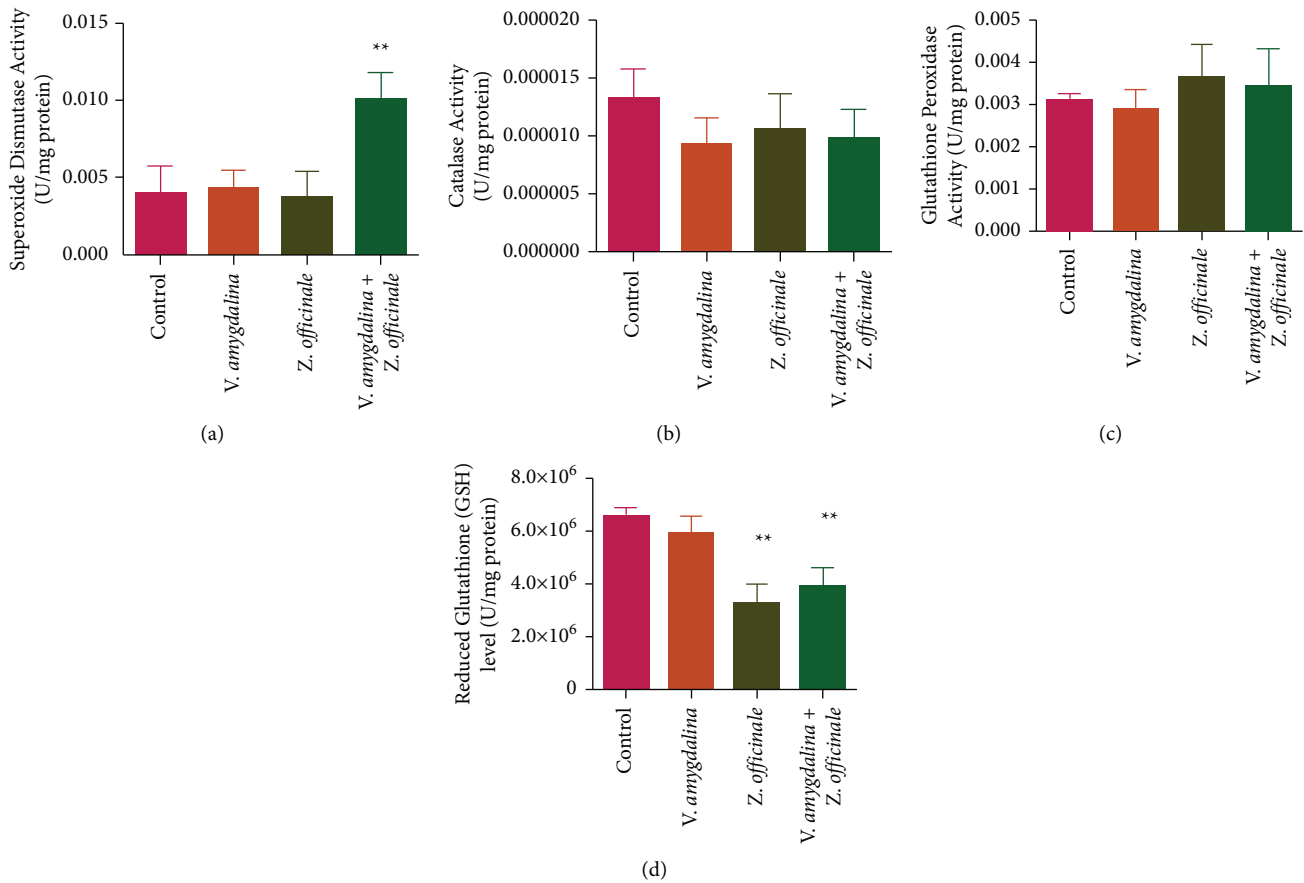 Superoxide Dismutase Activity
(U/mg protein)
0.015
0.010
0.005
0.000
**
Control
V. amygdalina
Z. officinale
V. amygdalina +
Z. officinale
(a)
Catalase Activity
(U/mg protein)
0.000020
0.000015
0.000010
0.000005
0.000000
Control
V. amygdalina
Z. officinale
V. amygdalina +
Z. officinale
(b)
Glutathione Peroxidase
Activity (U/mg protein)
0.005
0.004
0.003
0.002
0.001
0.000
Control
V. amygdalina
Z. officinale
V. amygdalina +
Z. officinale
(c)
Reduced Glutathione (GSH)
level (U/mg protein)
8.0×10⁶
6.0×10⁶
4.0×10⁶
2.0×10⁶
0
**
**
Control
V. amygdalina
Z. officinale
V. amygdalina +
Z. officinale
(d)